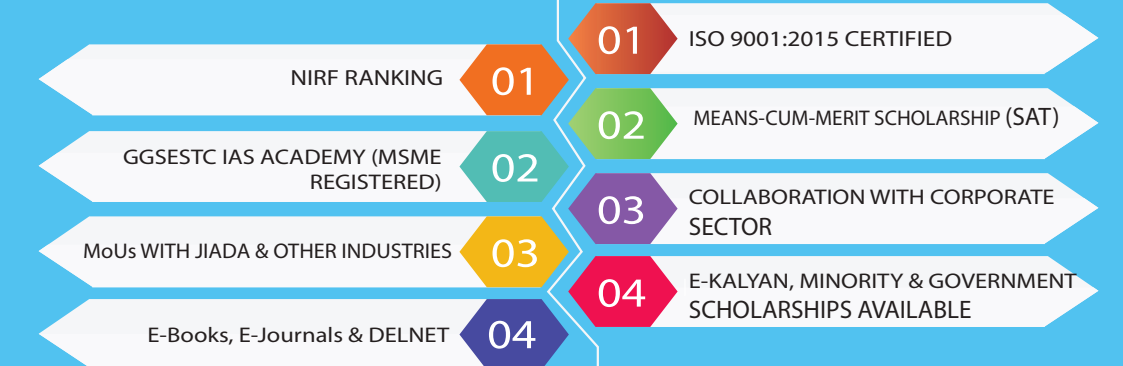 NIRF RANKING
01
GGSESTC IAS ACADEMY (MSME
REGISTERED)
02
MoUs WITH JIADA & OTHER INDUSTRIES
03
E-Books, E-Journals & DELNET
04
01
ISO 9001:2015 CERTIFIED
02
MEANS-CUM-MERIT SCHOLARSHIP (SAT)
03
COLLABORATION WITH CORPORATE
SECTOR
04
E-KALYAN, MINORITY & GOVERNMENT
SCHOLARSHIPS AVAILABLE